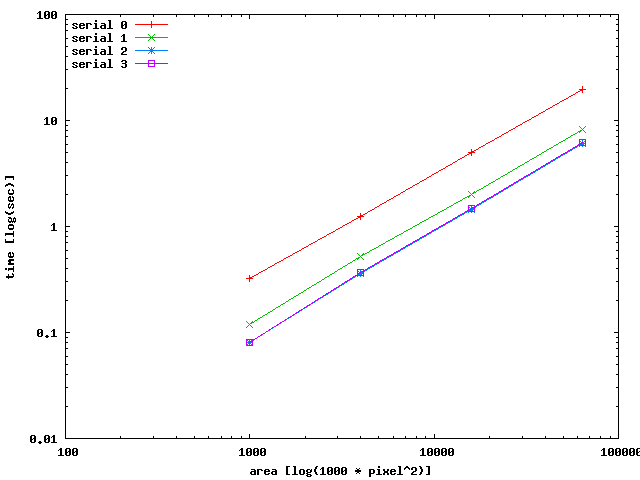 100
serial 0
serial 1
serial 2
serial 3
10
time [log(sec)]
1
0.1
0.01
100
1000
10000
100000
area [log(1000 * pixel^2)]